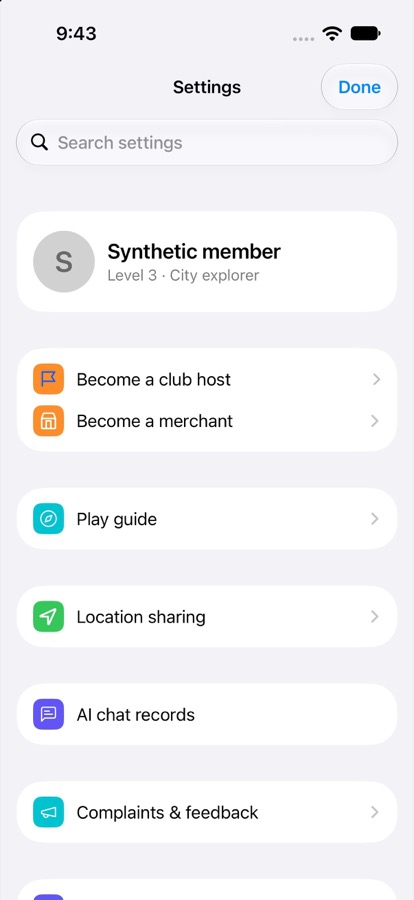 9:43
Settings
Done
Search settings
S
Synthetic member
Level 3 · City explorer
Become a club host
Become a merchant
Play guide
Location sharing
AI chat records
Complaints & feedback